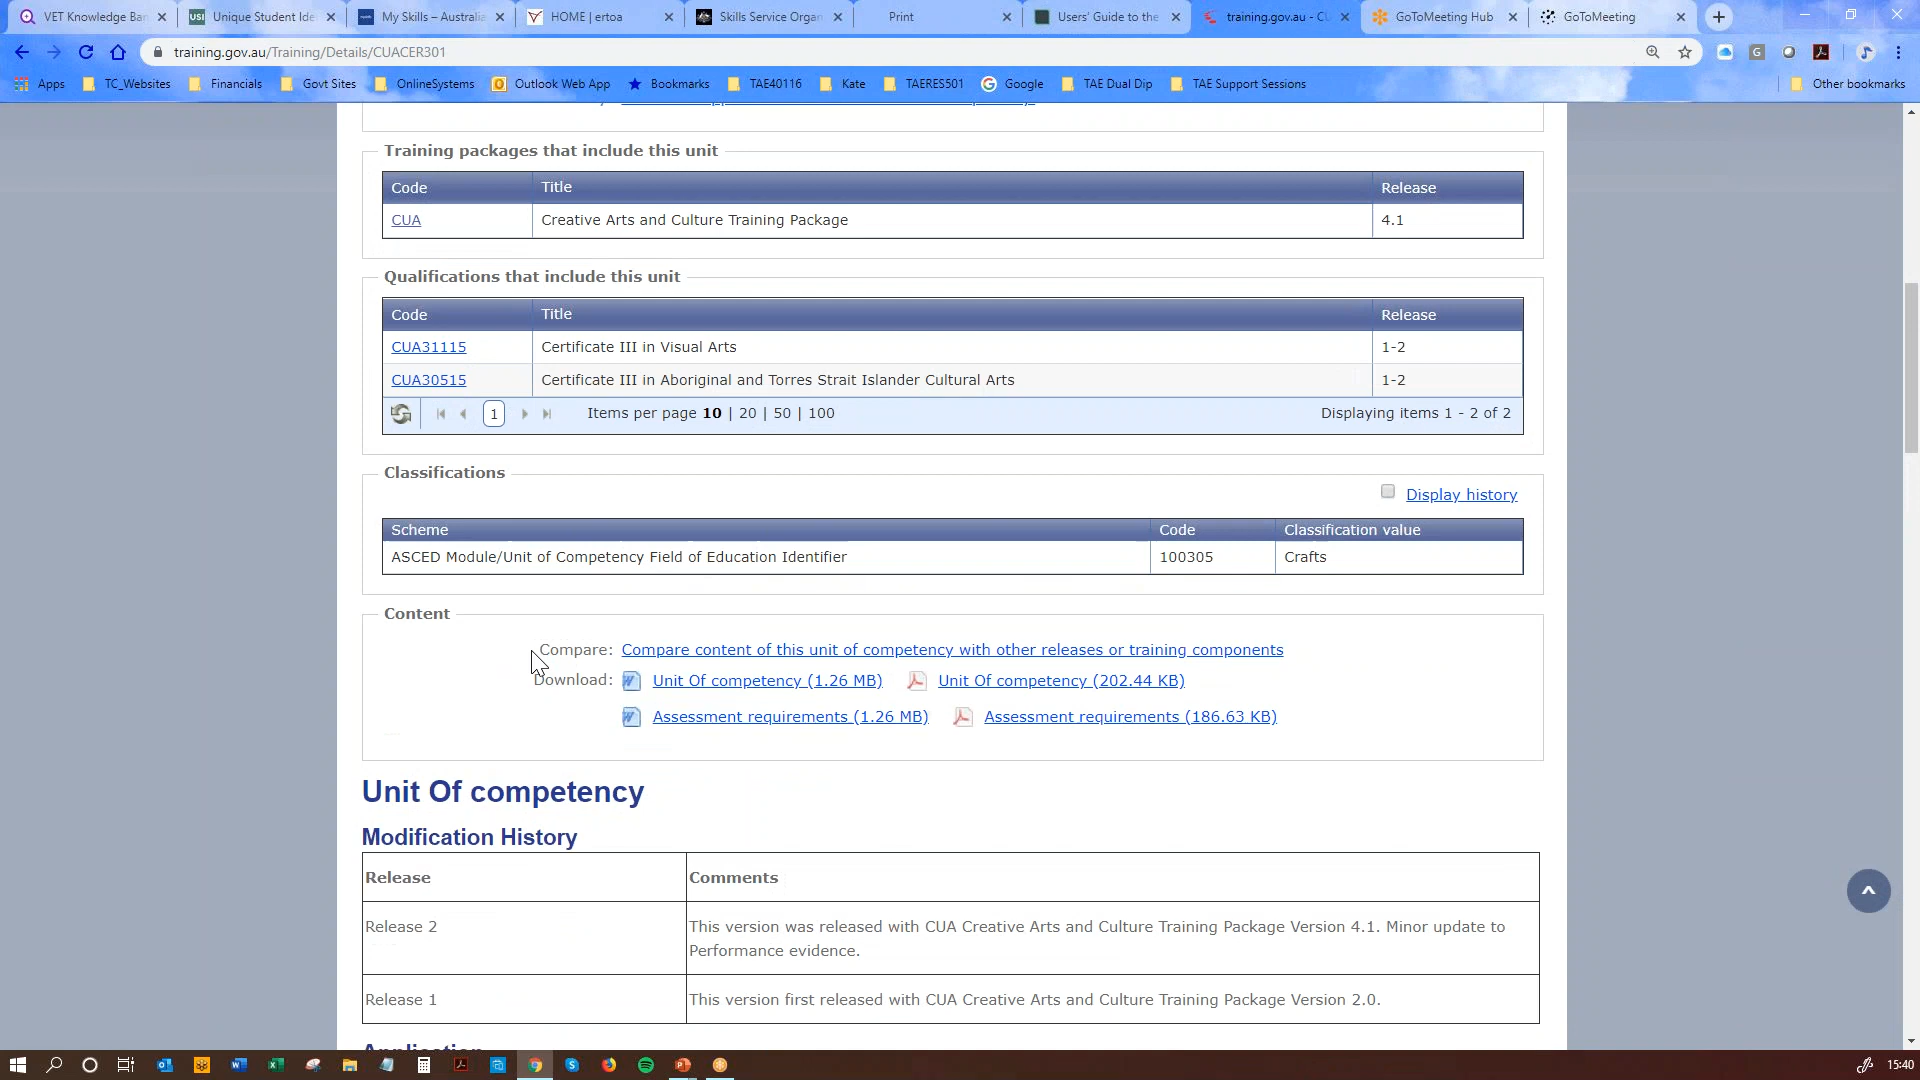 VET Knowledge Ban
Unique Student Ide
My Skills – Australia
HOME | ertoa
Skills Service Organ
Print
Users' Guide to the
training.gov.au - CU
GoToMeeting Hub
GoToMeeting
training.gov.au/Training/Details/CUACER301
Apps TC_Websites Financials Govt Sites OnlineSystems Outlook Web App Bookmarks TAE40116 Kate TAERES501 Google TAE Dual Dip TAE Support Sessions Other bookmarks
Training packages that include this unit
Code Title Release
CUA Creative Arts and Culture Training Package 4.1
Qualifications that include this unit
Code Title Release
CUA31115 Certificate III in Visual Arts 1-2
CUA30515 Certificate III in Aboriginal and Torres Strait Islander Cultural Arts 1-2
1 Items per page 10 | 20 | 50 | 100 Displaying items 1 - 2 of 2
Classifications
Display history
Scheme Code Classification value
ASCED Module/Unit of Competency Field of Education Identifier 100305 Crafts
Content
Compare: Compare content of this unit of competency with other releases or training components
Download: Unit Of competency (1.26 MB) Unit Of competency (202.44 KB)
Assessment requirements (1.26 MB) Assessment requirements (186.63 KB)
Unit Of competency
Modification History
Release Comments
Release 2 This version was released with CUA Creative Arts and Culture Training Package Version 4.1. Minor update to
Performance evidence.
Release 1 This version first released with CUA Creative Arts and Culture Training Package Version 2.0.
Application
15:40